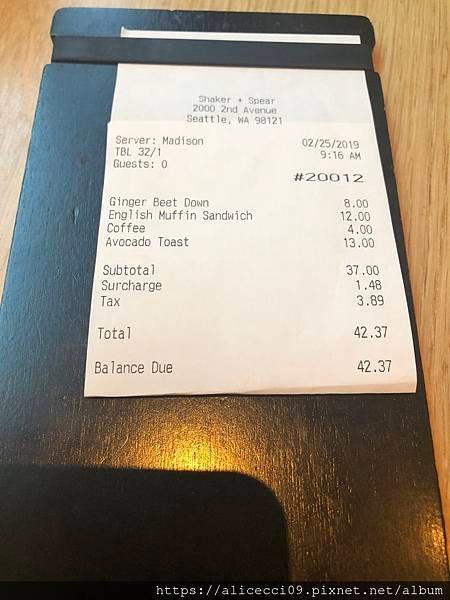 Shaker + Spear
2000 2nd Avenue
Seattle, WA 98121
Server: Madison 02/25/2019
TBL 32/1 9:16 AM
Guests: 0
#20012
Ginger Beet Down 8.00
English Muffin Sandwich 12.00
Coffee 4.00
Avocado Toast 13.00
Subtotal 37.00
Surcharge 1.48
Tax 3.89
Total 42.37
Balance Due 42.37
https://alicecci09.pixnet.net/album